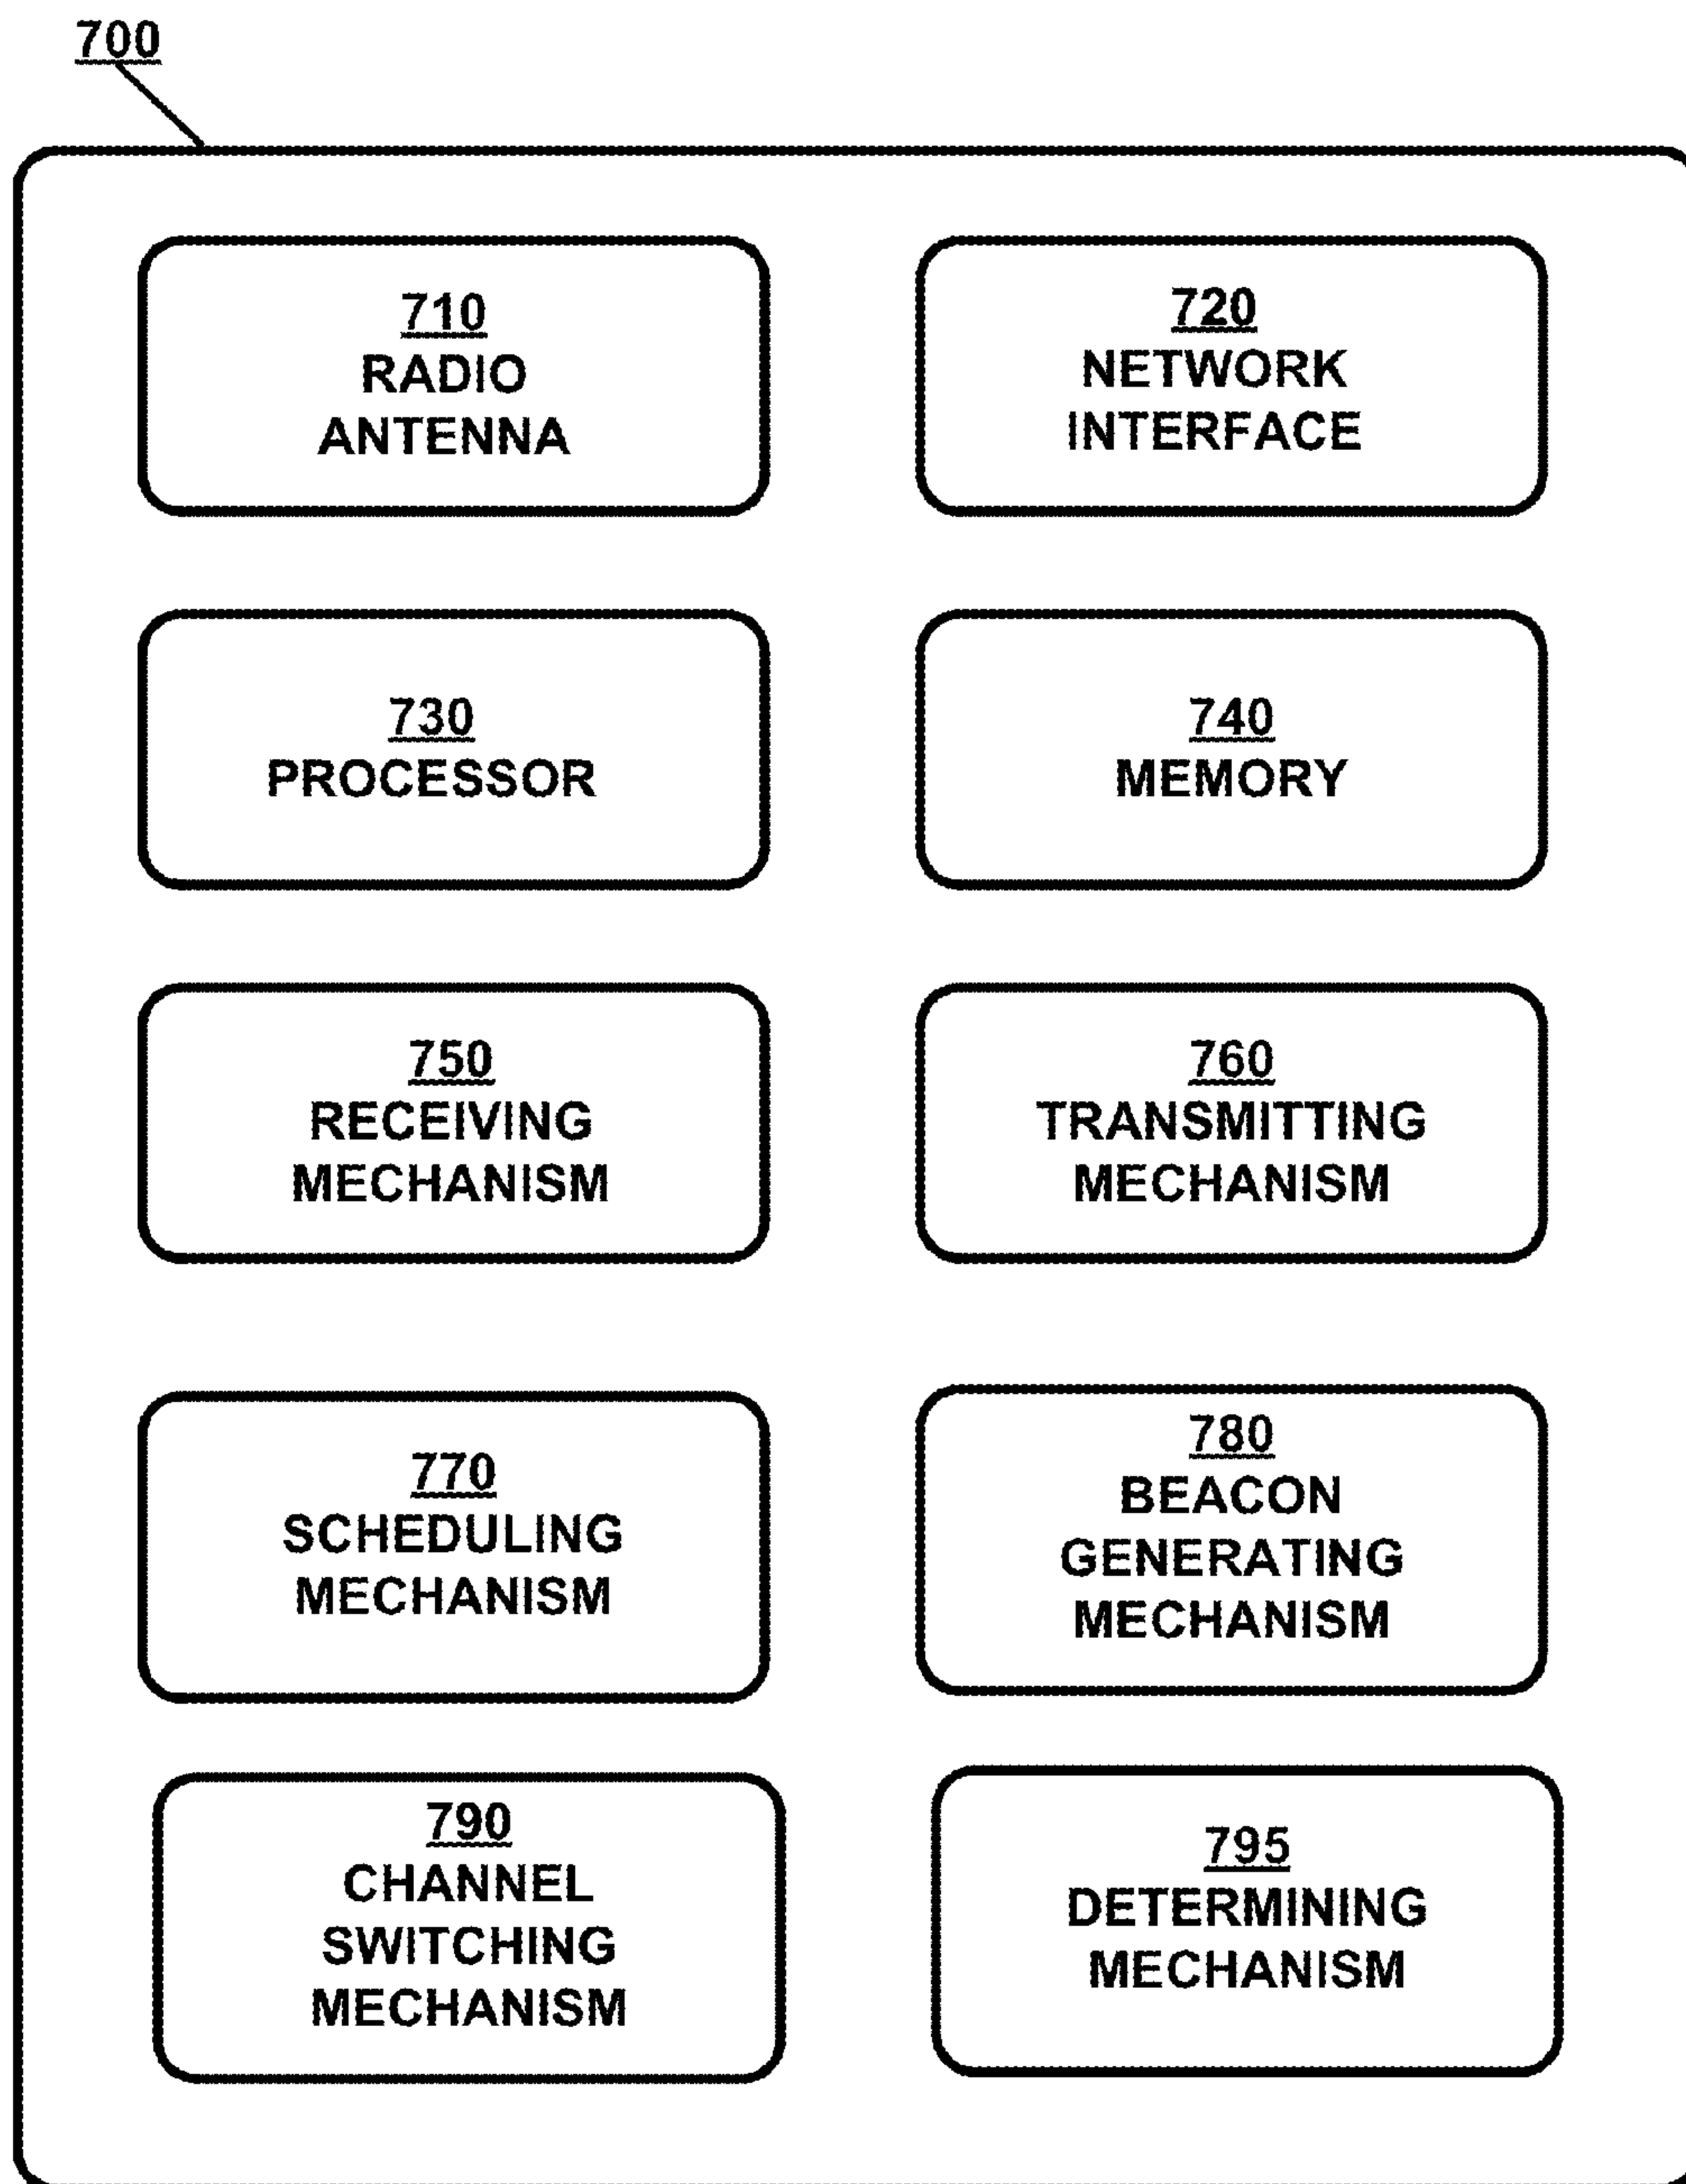 700
710
RADIO
ANTENNA
720
NETWORK
INTERFACE
730
PROCESSOR
740
MEMORY
750
RECEIVING
MECHANISM
760
TRANSMITTING
MECHANISM
770
SCHEDULING
MECHANISM
780
BEACON
GENERATING
MECHANISM
790
CHANNEL
SWITCHING
MECHANISM
795
DETERMINING
MECHANISM